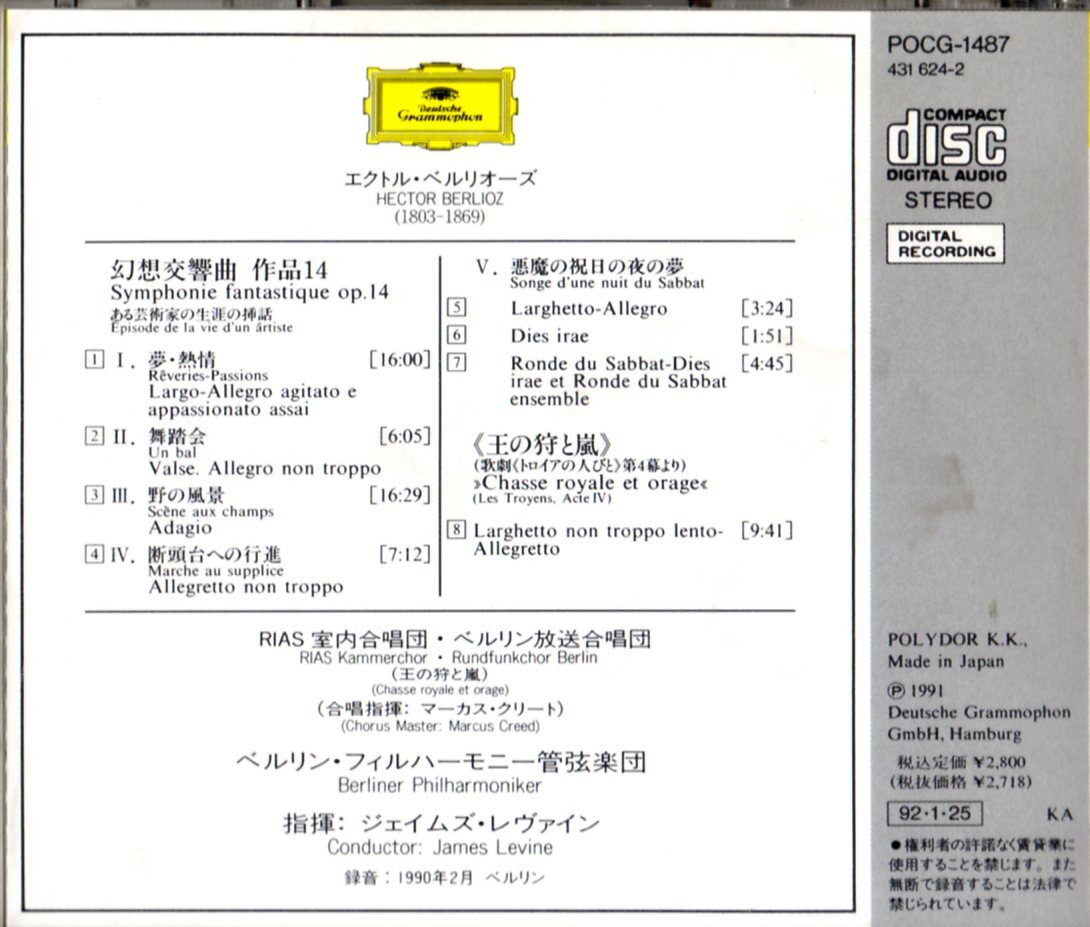 Deutsche
Grammophon
エクトル・ベルリオーズ
HECTOR BERLIOZ
(1803-1869)
幻想交響曲 作品14
Symphonie fantastique op.14
ある芸術家の生涯の挿話
Épisode de la vie d'un ártiste
1 I. 夢・熱情 [16:00]
Rêveries-Passions
Largo-Allegro agitato e
appassionato assai
2 II. 舞踏会 [6:05]
Un bal
Valse. Allegro non troppo
3 III. 野の風景 [16:29]
Scène aux champs
Adagio
4 IV. 断頭台への行進 [7:12]
Marche au supplice
Allegretto non troppo
V. 悪魔の祝日の夜の夢
Songe d'une nuit du Sabbat
5 Larghetto-Allegro [3:24]
6 Dies irae [1:51]
7 Ronde du Sabbat-Dies [4:45]
irae et Ronde du Sabbat
ensemble
《王の狩と嵐》
(歌劇《トロイアの人びと》第4幕より)
»Chasse royale et orage«
(Les Troyens, Acte IV)
8 Larghetto non troppo lento- [9:41]
Allegretto
RIAS 室内合唱団・ベルリン放送合唱団
RIAS Kammerchor・Rundfunkchor Berlin
(王の狩と嵐)
(Chasse royale et orage)
(合唱指揮: マーカス・クリート)
(Chorus Master: Marcus Creed)
ベルリン・フィルハーモニー管弦楽団
Berliner Philharmoniker
指揮: ジェイムズ・レヴァイン
Conductor: James Levine
録音:1990年2月 ベルリン
POCG-1487
431 624-2
COMPACT
disc
DIGITAL AUDIO
STEREO
DIGITAL
RECORDING
POLYDOR K.K.,
Made in Japan
Ⓟ 1991
Deutsche Grammophon
GmbH, Hamburg
税込定価 ¥2,800
(税抜価格 ¥2,718)
92・1・25 KA
●権利者の許諾なく賃貸業に
使用することを禁じます。また
無断で録音することは法律で
禁じられています。